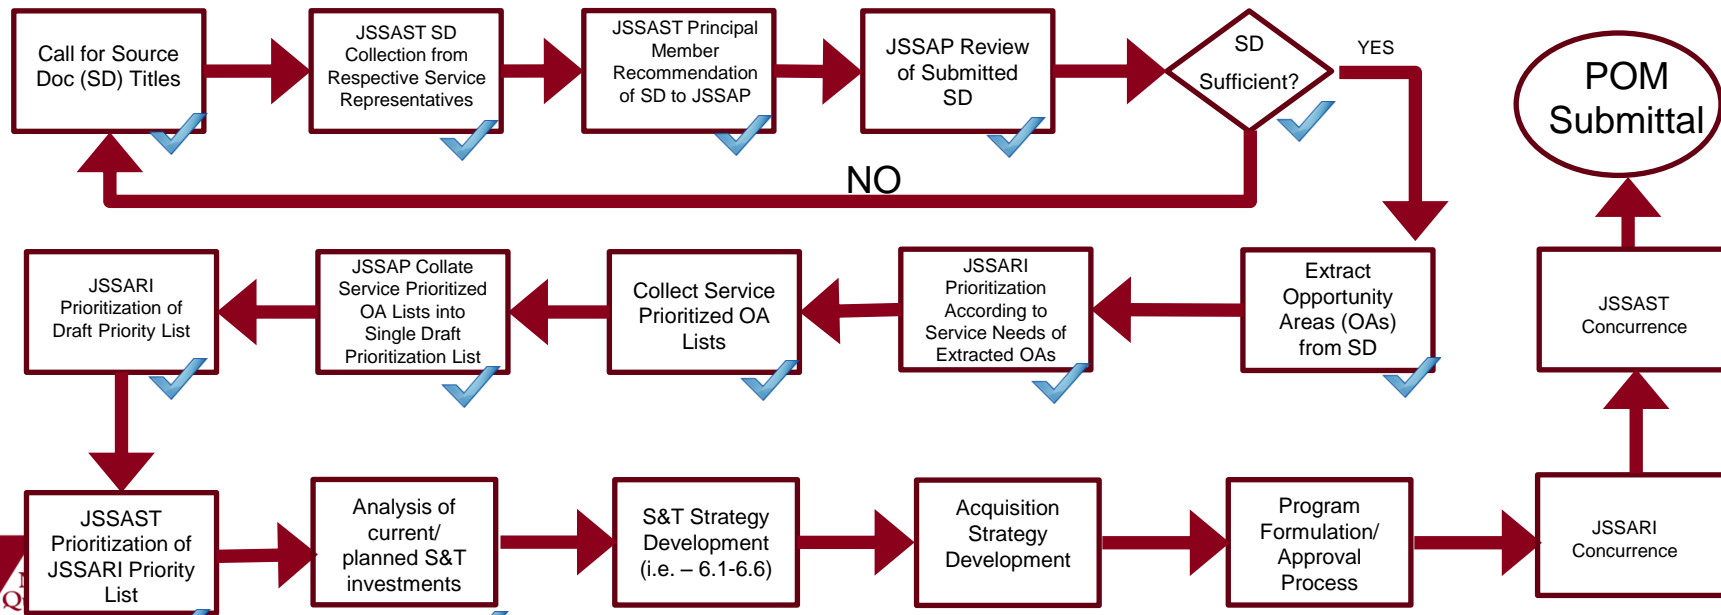 Call for Source
Doc (SD) Titles
JSSAST SD
Collection from
Respective Service
Representatives
JSSAST Principal
Member
Recommendation
of SD to JSSAP
JSSAP Review
of Submitted
SD
SD
Sufficient?
YES
NO
POM
Submittal
Extract
Opportunity
Areas (OAs)
from SD
JSSARI
Prioritization
According to
Service Needs of
Extracted OAs
Collect Service
Prioritized OA
Lists
JSSAP Collate
Service Prioritized
OA Lists into
Single Draft
Prioritization List
JSSARI
Prioritization of
Draft Priority List
JSSAST
Prioritization of
JSSARI Priority
List
Analysis of
current/
planned S&T
investments
S&T Strategy
Development
(i.e. – 6.1-6.6)
Acquisition
Strategy
Development
Program
Formulation/
Approval
Process
JSSARI
Concurrence
JSSAST
Concurrence